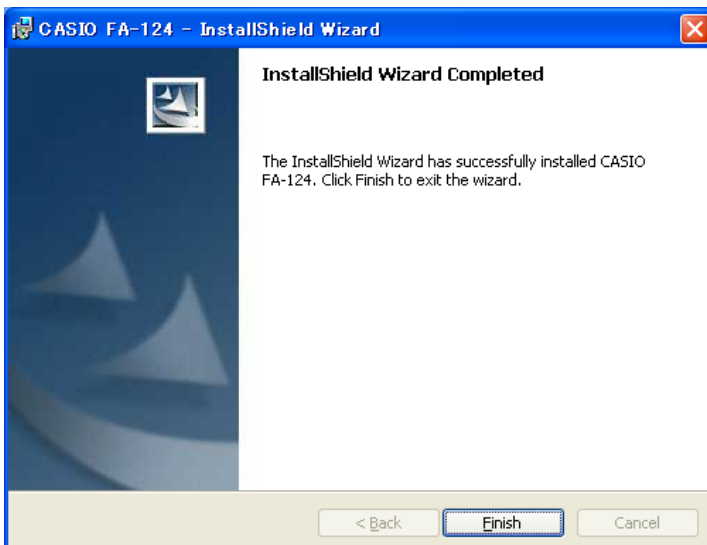 CASIO FA-124 - InstallShield Wizard
InstallShield Wizard Completed
The InstallShield Wizard has successfully installed CASIO
FA-124. Click Finish to exit the wizard.
< Back
Finish
Cancel